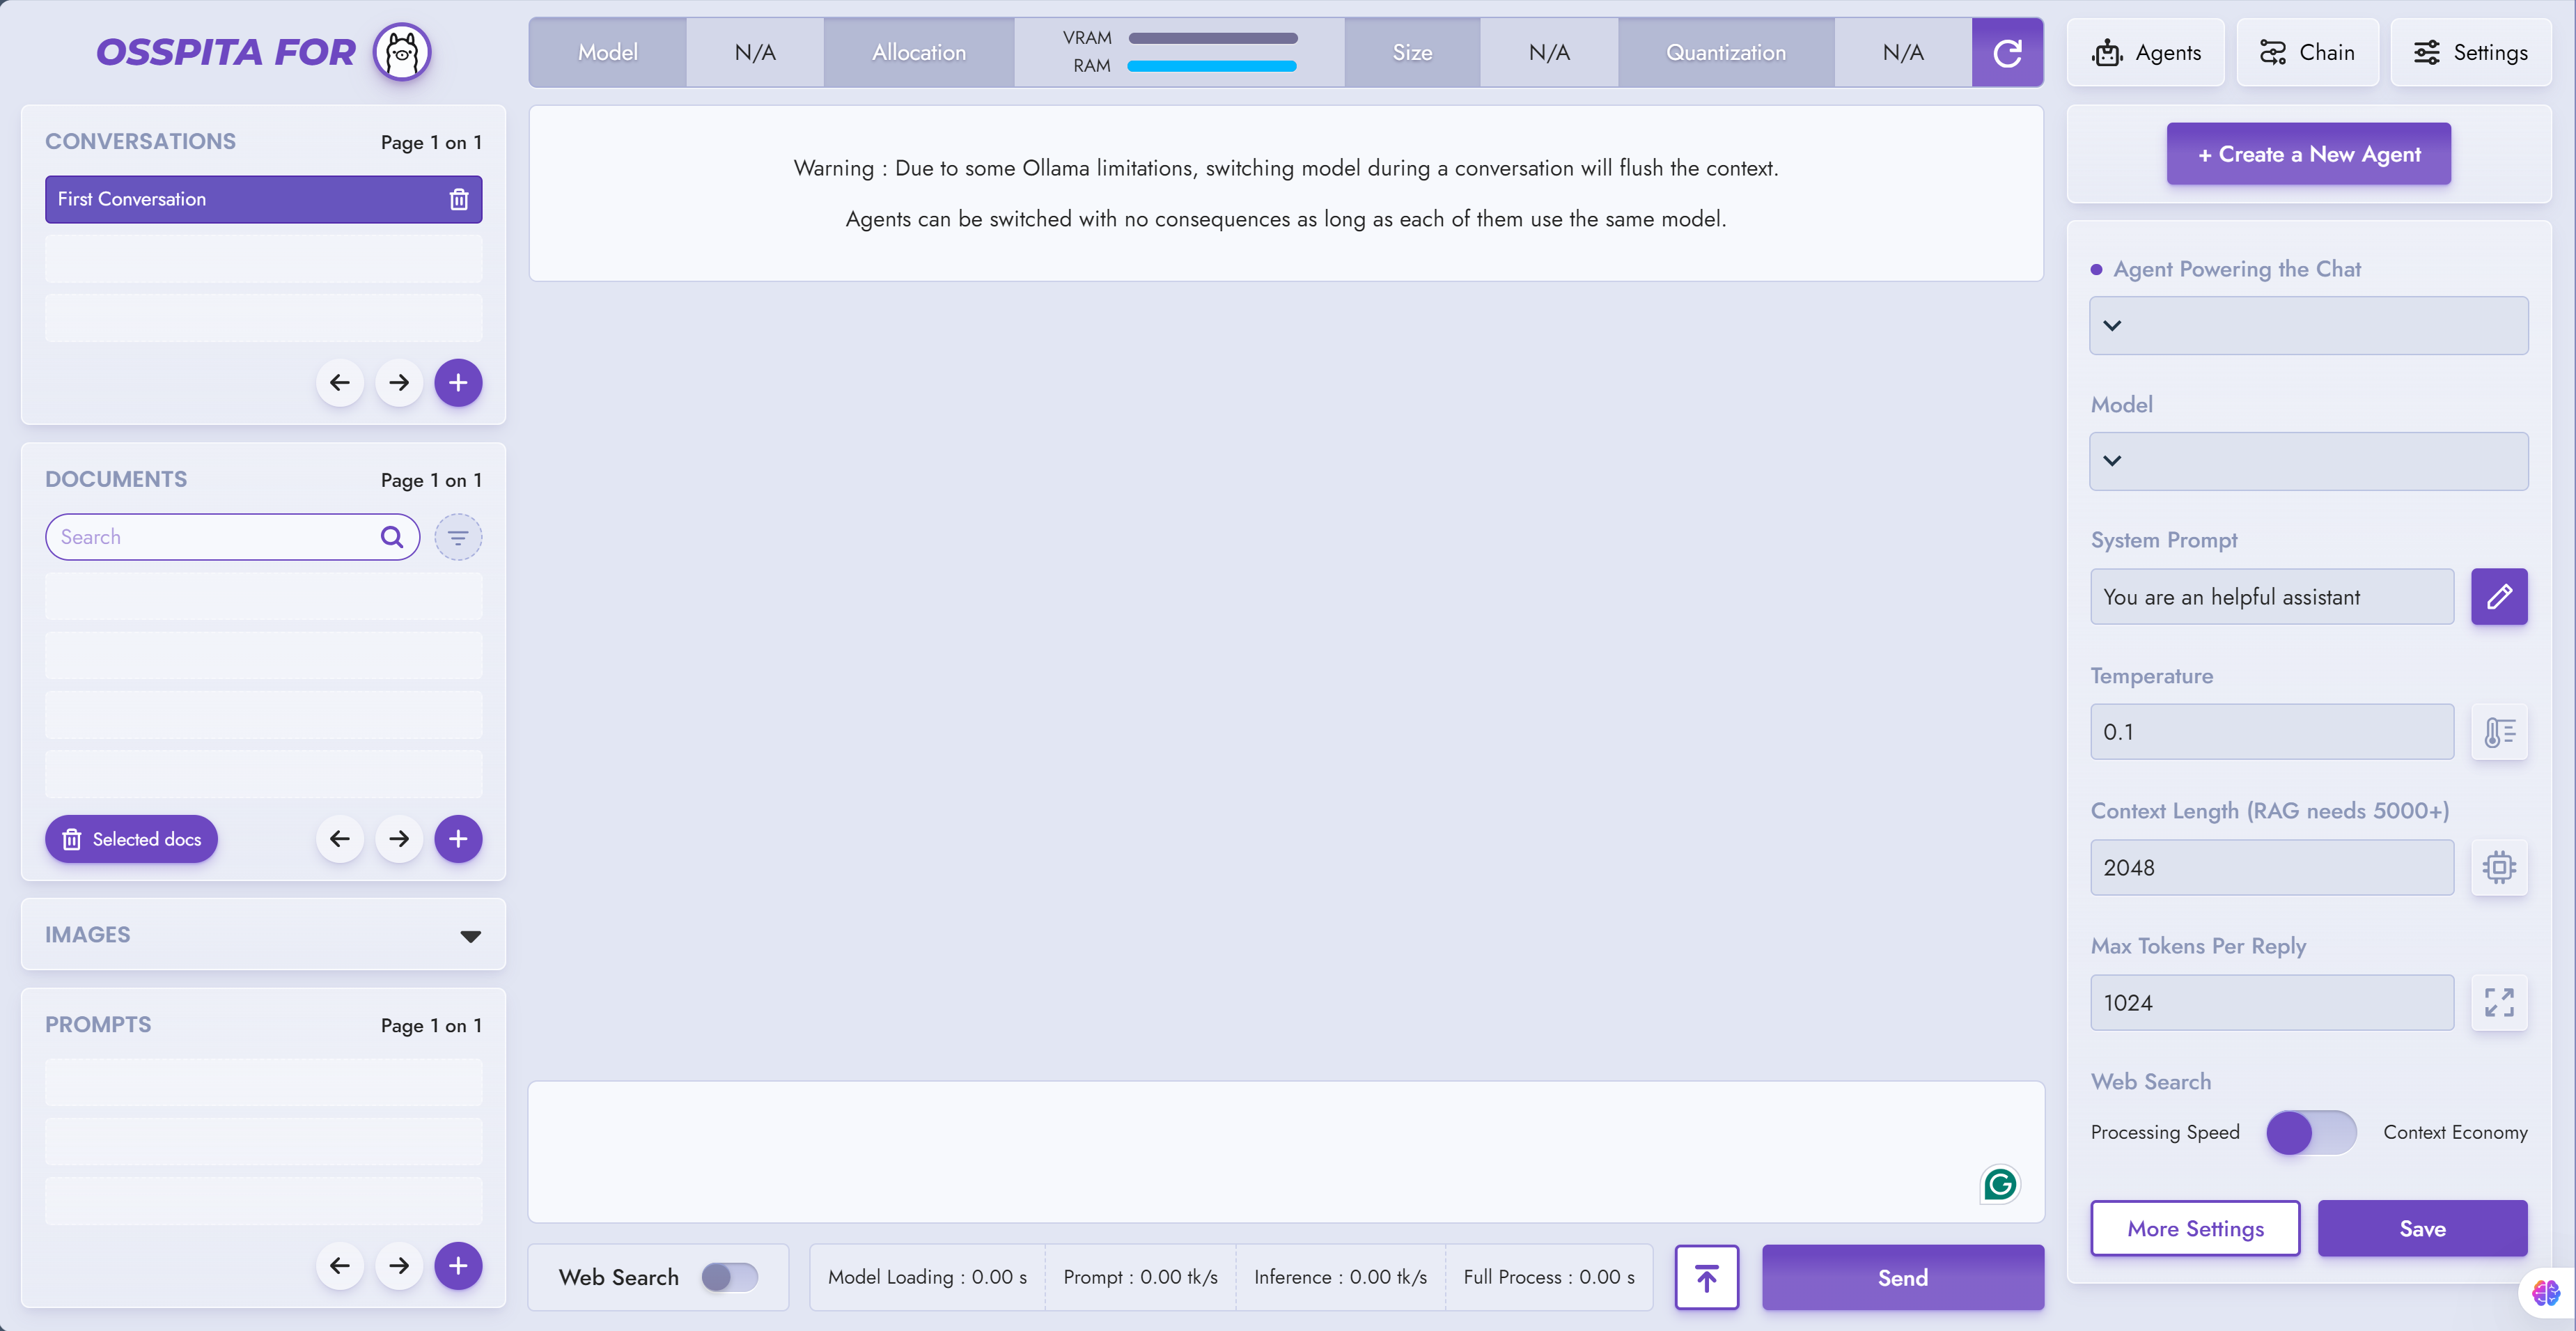 OSSPITA FOR
Model
N/A
Allocation
VRAM
RAM
Size
N/A
Quantization
N/A
Agents
Chain
Settings
CONVERSATIONS
Page 1 on 1
First Conversation
DOCUMENTS
Page 1 on 1
Search
Selected docs
IMAGES
PROMPTS
Page 1 on 1
Warning : Due to some Ollama limitations, switching model during a conversation will flush the context.
Agents can be switched with no consequences as long as each of them use the same model.
Web Search
Model Loading : 0.00 s
Prompt : 0.00 tk/s
Inference : 0.00 tk/s
Full Process : 0.00 s
Send
+ Create a New Agent
Agent Powering the Chat
Model
System Prompt
You are an helpful assistant
Temperature
0.1
Context Length (RAG needs 5000+)
2048
Max Tokens Per Reply
1024
Web Search
Processing Speed
Context Economy
More Settings
Save